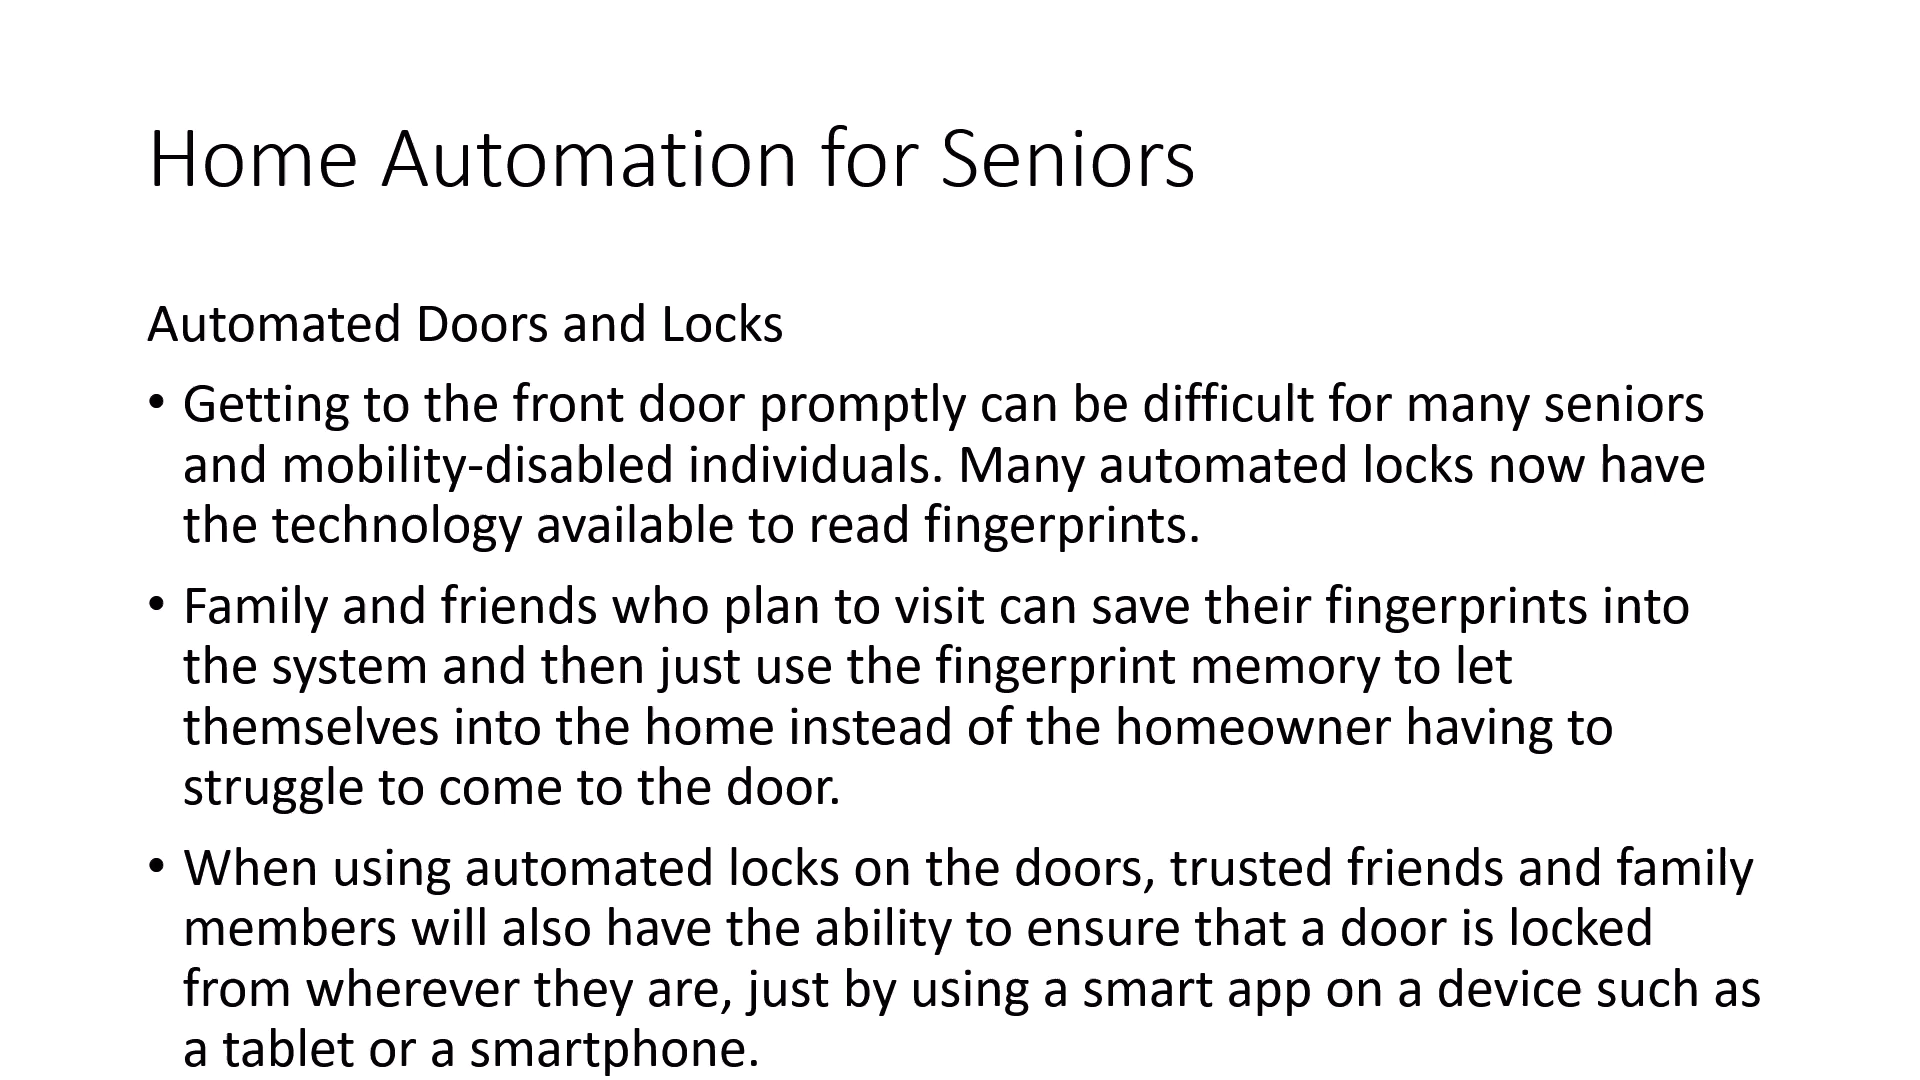 Home Automation for Seniors
Automated Doors and Locks
• Getting to the front door promptly can be difficult for many seniors
and mobility-disabled individuals. Many automated locks now have
the technology available to read fingerprints.
• Family and friends who plan to visit can save their fingerprints into
the system and then just use the fingerprint memory to let
themselves into the home instead of the homeowner having to
struggle to come to the door.
• When using automated locks on the doors, trusted friends and family
members will also have the ability to ensure that a door is locked
from wherever they are, just by using a smart app on a device such as
a tablet or a smartphone.